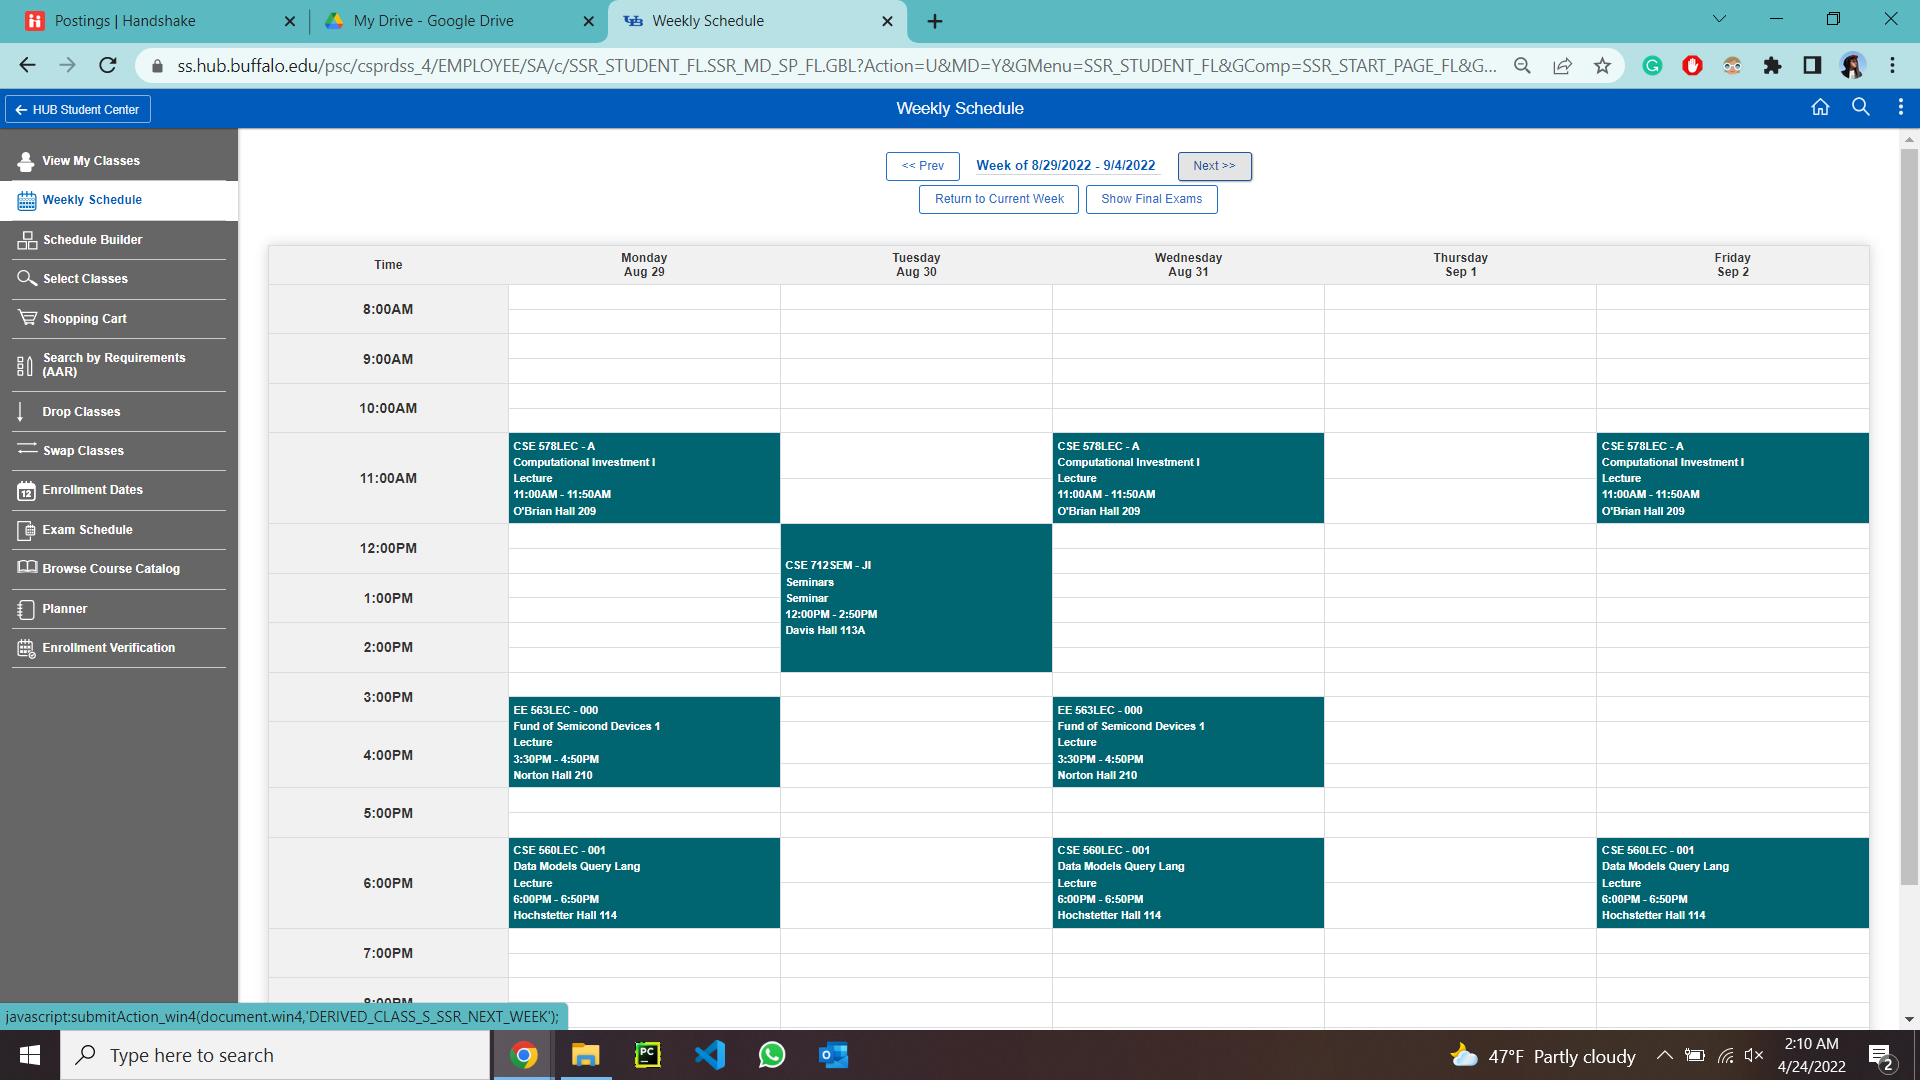 Postings | Handshake
My Drive - Google Drive
UB Weekly Schedule
ss.hub.buffalo.edu/psc/csprdss_4/EMPLOYEE/SA/c/SSR_STUDENT_FL.SSR_MD_SP_FL.GBL?Action=U&MD=Y&GMenu=SSR_STUDENT_FL&GComp=SSR_START_PAGE_FL&G...
HUB Student Center
Weekly Schedule
View My Classes
Weekly Schedule
Schedule Builder
Select Classes
Shopping Cart
Search by Requirements
(AAR)
Drop Classes
Swap Classes
12 Enrollment Dates
Exam Schedule
Browse Course Catalog
Planner
Enrollment Verification
<< Prev
Week of 8/29/2022 - 9/4/2022
Next >>
Return to Current Week
Show Final Exams
Time
Monday
Aug 29
Tuesday
Aug 30
Wednesday
Aug 31
Thursday
Sep 1
Friday
Sep 2
8:00AM
9:00AM
10:00AM
11:00AM
CSE 578LEC - A
Computational Investment I
Lecture
11:00AM - 11:50AM
O'Brian Hall 209
CSE 578LEC - A
Computational Investment I
Lecture
11:00AM - 11:50AM
O'Brian Hall 209
CSE 578LEC - A
Computational Investment I
Lecture
11:00AM - 11:50AM
O'Brian Hall 209
12:00PM
CSE 712SEM - JI
Seminars
Seminar
12:00PM - 2:50PM
Davis Hall 113A
1:00PM
2:00PM
3:00PM
EE 563LEC - 000
Fund of Semicond Devices 1
Lecture
3:30PM - 4:50PM
Norton Hall 210
EE 563LEC - 000
Fund of Semicond Devices 1
Lecture
3:30PM - 4:50PM
Norton Hall 210
4:00PM
5:00PM
6:00PM
CSE 560LEC - 001
Data Models Query Lang
Lecture
6:00PM - 6:50PM
Hochstetter Hall 114
CSE 560LEC - 001
Data Models Query Lang
Lecture
6:00PM - 6:50PM
Hochstetter Hall 114
CSE 560LEC - 001
Data Models Query Lang
Lecture
6:00PM - 6:50PM
Hochstetter Hall 114
7:00PM
8:00PM
javascript:submitAction_win4(document.win4,'DERIVED_CLASS_S_SSR_NEXT_WEEK');
Type here to search
PC
47°F Partly cloudy
2:10 AM
4/24/2022
2